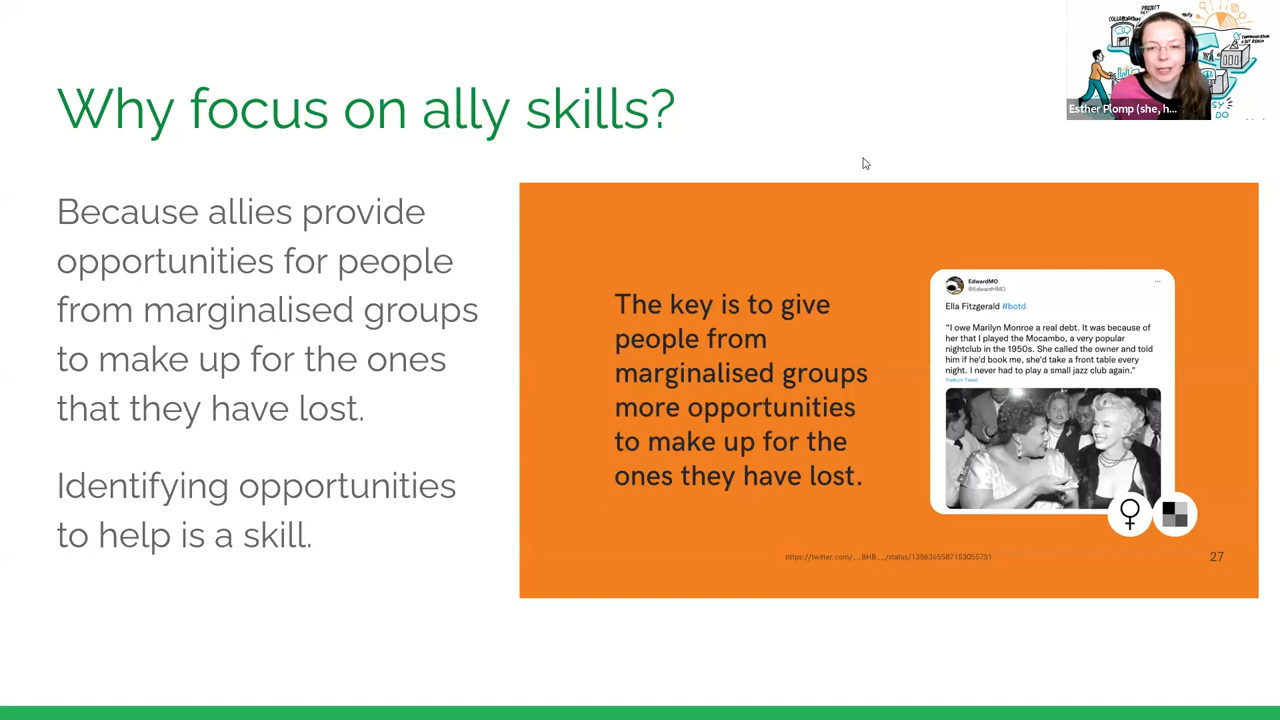 Why focus on ally skills?
Because allies provide
opportunities for people
from marginalised groups
to make up for the ones
that they have lost.
Identifying opportunities
to help is a skill.
The key is to give
people from
marginalised groups
more opportunities
to make up for the
ones they have lost.
EdwardMO
@EdwardHMO
Ella Fitzgerald #botd
"I owe Marilyn Monroe a real debt. It was because of
her that I played the Mocambo, a very popular
nightclub in the 1950s. She called the owner and told
him if he'd book me, she'd take a front table every
night. I never had to play a small jazz club again."
https://twitter.com/__BHB__/status/1386365587153055751
27
PROJECT
COLLABORATION
Esther Plomp (she, h...
DO